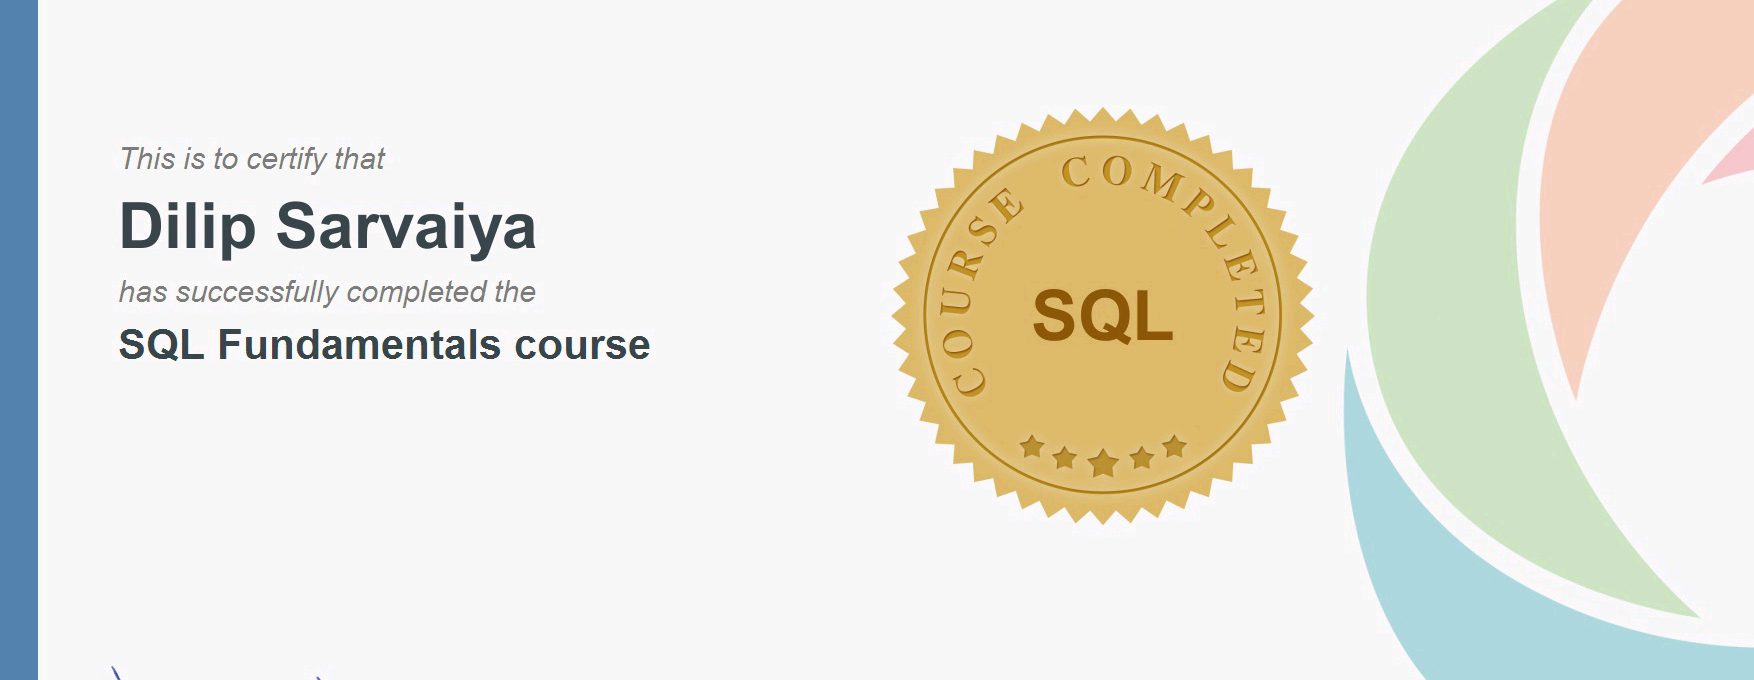 This is to certify that
Dilip Sarvaiya
has successfully completed the
SQL Fundamentals course
COURSE COMPLETED
SQL